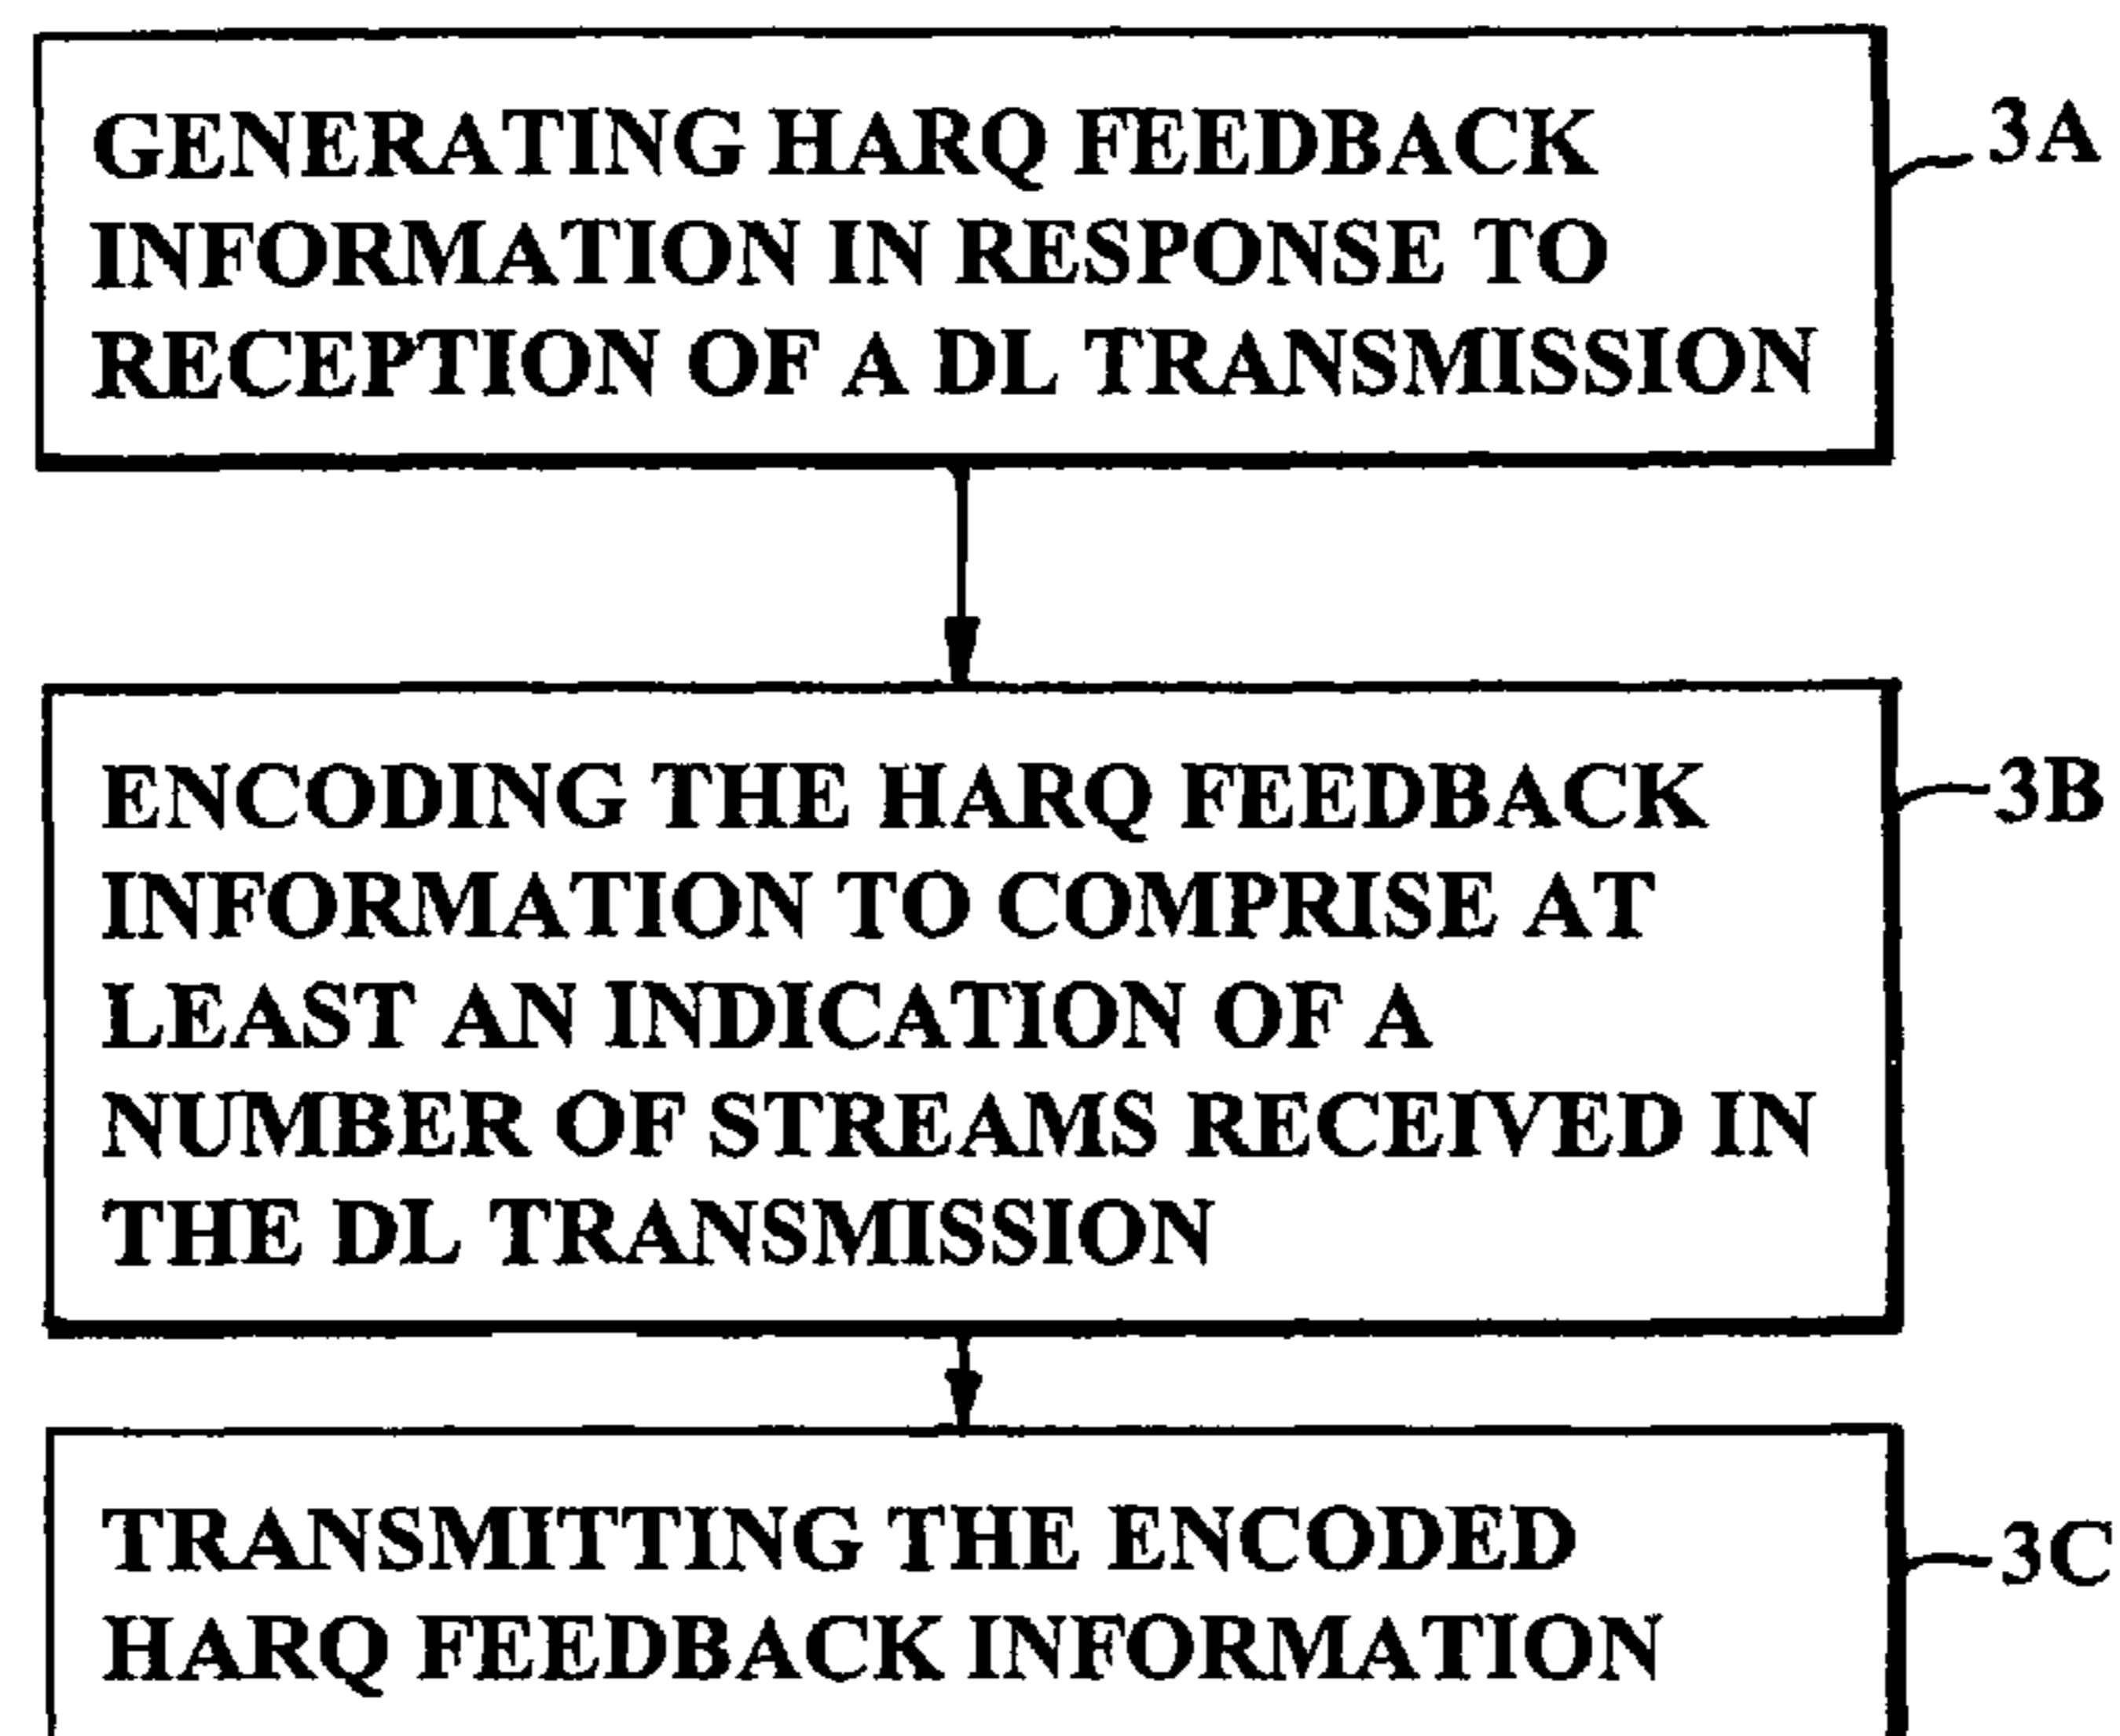 GENERATING HARQ FEEDBACK
INFORMATION IN RESPONSE TO
RECEPTION OF A DL TRANSMISSION
3A
ENCODING THE HARQ FEEDBACK
INFORMATION TO COMPRISE AT
LEAST AN INDICATION OF A
NUMBER OF STREAMS RECEIVED IN
THE DL TRANSMISSION
3B
TRANSMITTING THE ENCODED
HARQ FEEDBACK INFORMATION
3C